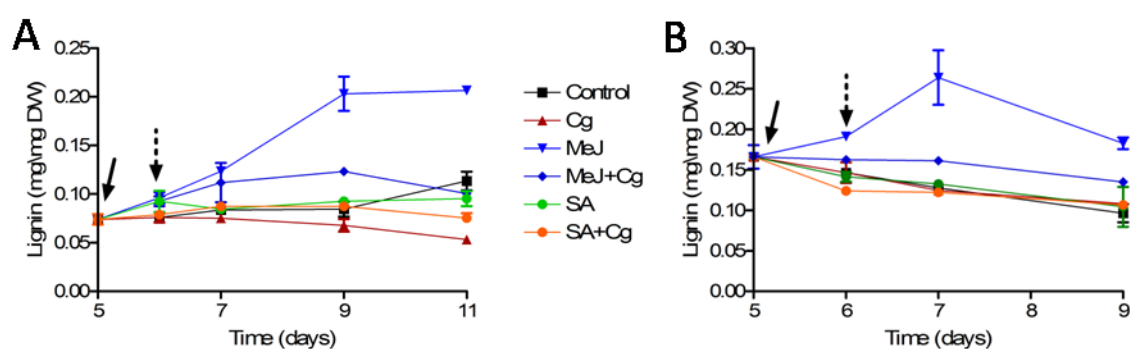 A
0.25
0.20
0.15
0.10
0.05
0.00
Lignin (mg\mg DW)
5
7
9
11
Time (days)
Control
Cg
MeJ
MeJ+Cg
SA
SA+Cg
B
0.30
0.25
0.20
0.15
0.10
0.05
0.00
Lignin (mg\mg DW)
5
6
7
8
9
Time (days)